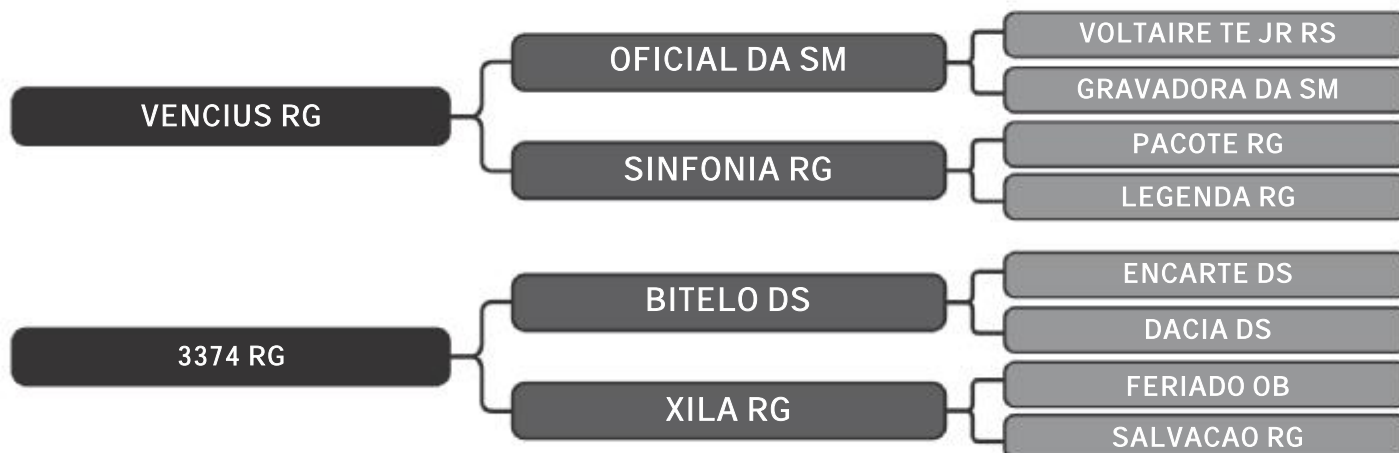 VENCIUS RG
OFICIAL DA SM
VOLTAIRE TE JR RS
GRAVADORA DA SM
SINFONIA RG
PACOTE RG
LEGENDA RG
3374 RG
BITELO DS
ENCARTE DS
DACIA DS
XILA RG
FERIADO OB
SALVACAO RG